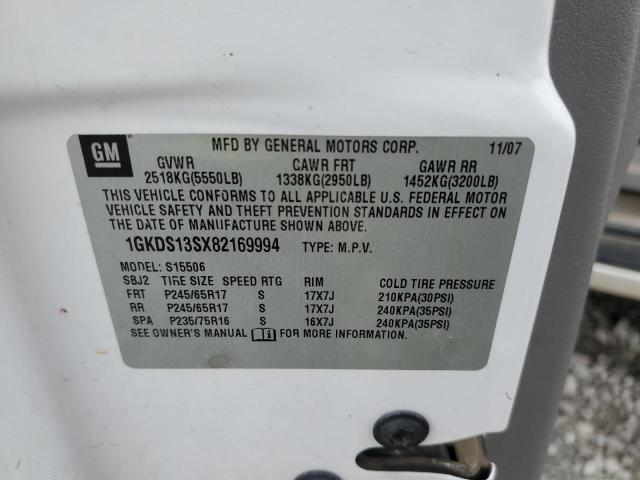 GM MFD BY GENERAL MOTORS CORP. 11/07
GVWR CAWR FRT GAWR RR
2518KG(5550LB) 1338KG(2950LB) 1452KG(3200LB)
THIS VEHICLE CONFORMS TO ALL APPLICABLE U.S. FEDERAL MOTOR
VEHICLE SAFETY AND THEFT PREVENTION STANDARDS IN EFFECT ON
THE DATE OF MANUFACTURE SHOWN ABOVE.
1GKDS13SX82169994 TYPE: M.P.V.
MODEL: S15506
SBJ2 TIRE SIZE SPEED RTG RIM COLD TIRE PRESSURE
FRT P245/65R17 S 17X7J 210KPA(30PSI)
RR P245/65R17 S 17X7J 240KPA(35PSI)
SPA P235/75R16 S 16X7J 240KPA(35PSI)
SEE OWNER'S MANUAL i FOR MORE INFORMATION.